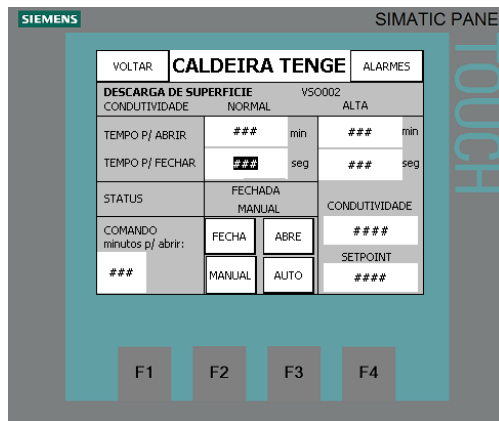 SIEMENS SIMATIC PANE
TOUCH
VOLTAR CALDEIRA TENGE ALARMES
DESCARGA DE SUPERFICIE VS0002
CONDUTIVIDADE NORMAL ALTA
TEMPO P/ ABRIR ### min ### min
TEMPO P/ FECHAR ### seg ### seg
STATUS FECHADA
MANUAL
CONDUTIVIDADE
####
COMANDO
minutos p/ abrir:
###
FECHA ABRE
MANUAL AUTO
SETPOINT
####
F1 F2 F3 F4